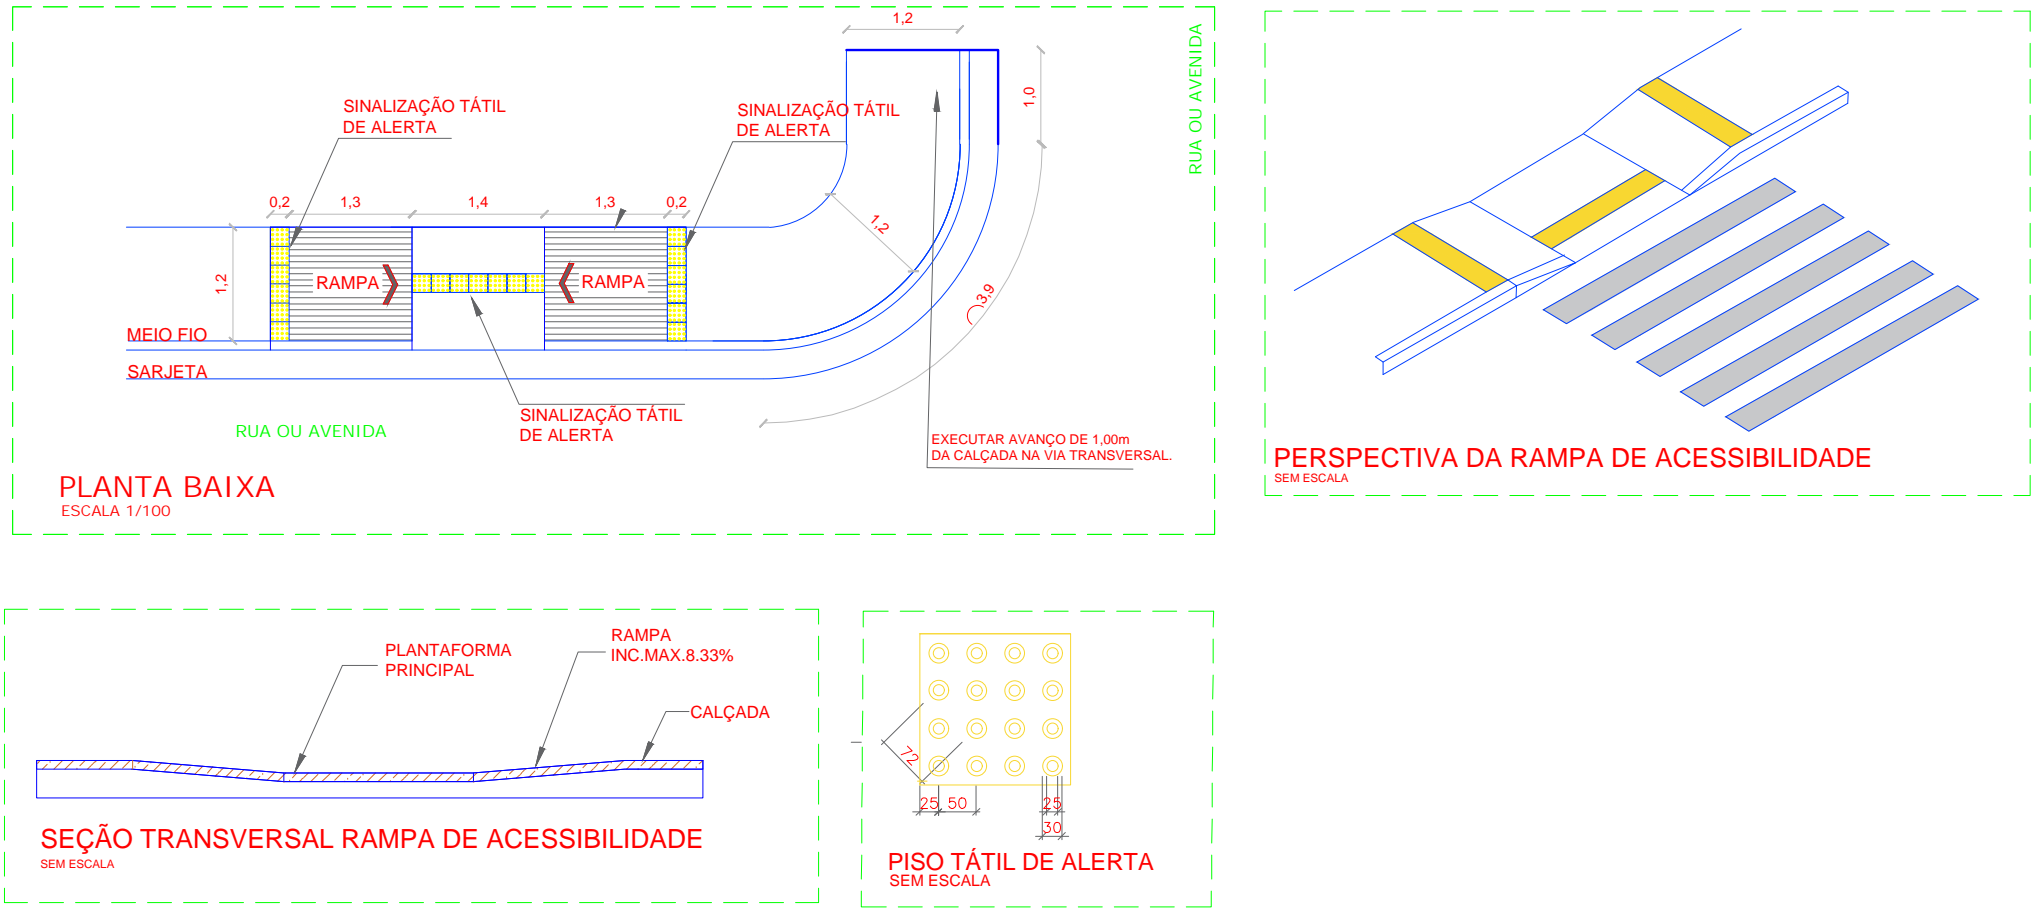 1,2
RUA OU AVENIDA
1,0
SINALIZAÇÃO TÁTIL
DE ALERTA
SINALIZAÇÃO TÁTIL
DE ALERTA
0,2
1,3
1,4
1,3
0,2
1,2
1,2
RAMPA
RAMPA
3,9
MEIO FIO
SARJETA
SINALIZAÇÃO TÁTIL
DE ALERTA
RUA OU AVENIDA
EXECUTAR AVANÇO DE 1,00m
DA CALÇADA NA VIA TRANSVERSAL.
PLANTA BAIXA
ESCALA 1/100
PERSPECTIVA DA RAMPA DE ACESSIBILIDADE
SEM ESCALA
PLANTAFORMA
PRINCIPAL
RAMPA
INC.MAX.8.33%
CALÇADA
SEÇÃO TRANSVERSAL RAMPA DE ACESSIBILIDADE
SEM ESCALA
72
25
50
25
30
PISO TÁTIL DE ALERTA
SEM ESCALA